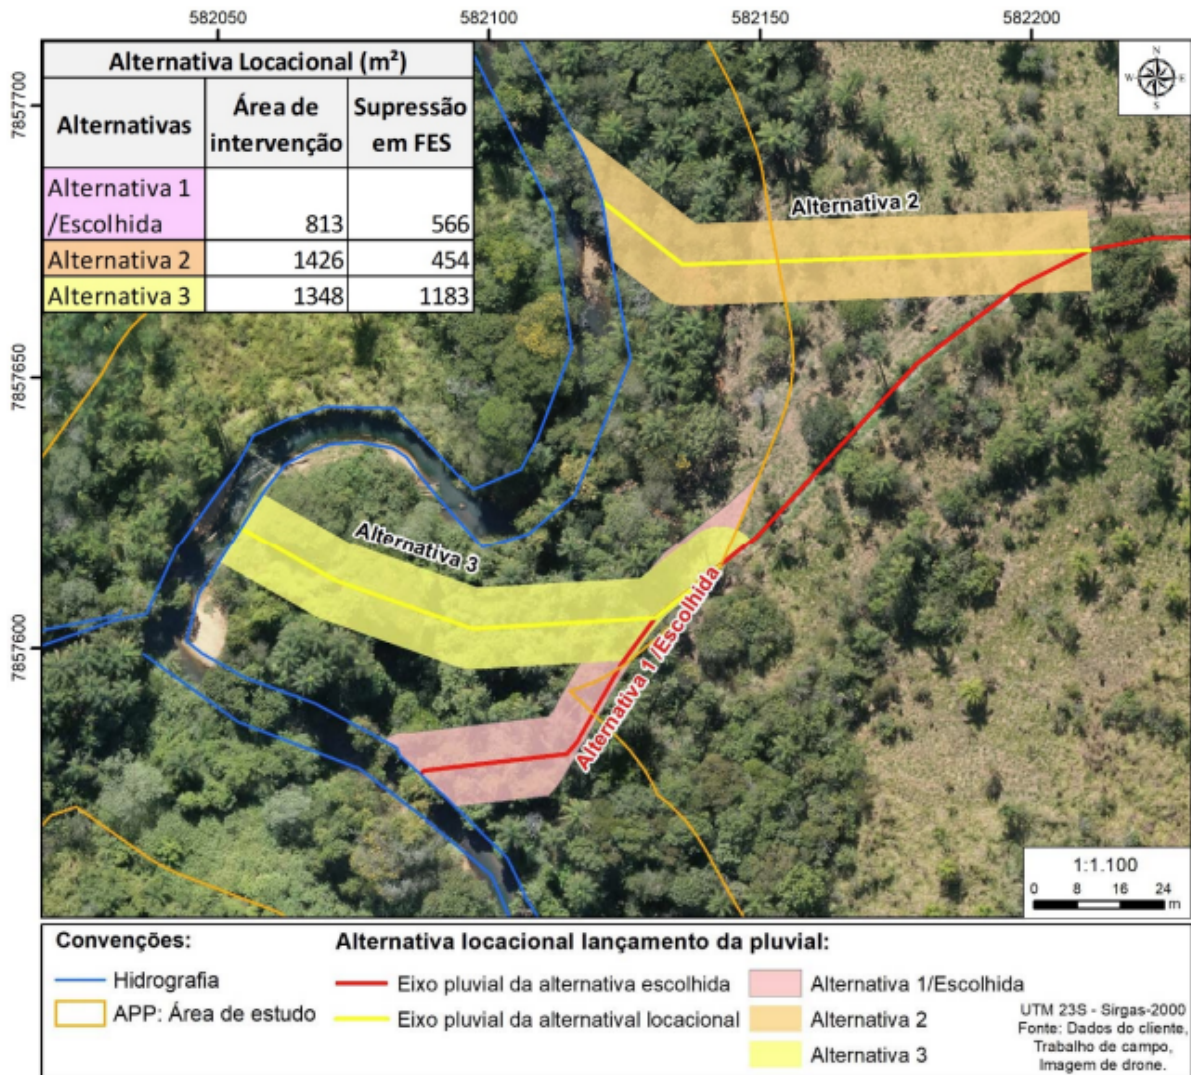 582050
582100
582150
582200
7857700
7857650
7857600
Alternativa Locacional (m²)
Alternativas
Área de
intervenção
Supressão
em FES
Alternativa 1
/Escolhida
813
566
Alternativa 2
1426
454
Alternativa 3
1348
1183
N
W
E
S
Alternativa 2
Alternativa 3
Alternativa 1/Escolhida
1:1.100
0 8 16 24
m
Convenções:
Hidrografia
APP: Área de estudo
Alternativa locacional lançamento da pluvial:
Eixo pluvial da alternativa escolhida
Eixo pluvial da alternatival locacional
Alternativa 1/Escolhida
Alternativa 2
Alternativa 3
UTM 23S - Sirgas-2000
Fonte: Dados do cliente,
Trabalho de campo,
Imagem de drone.